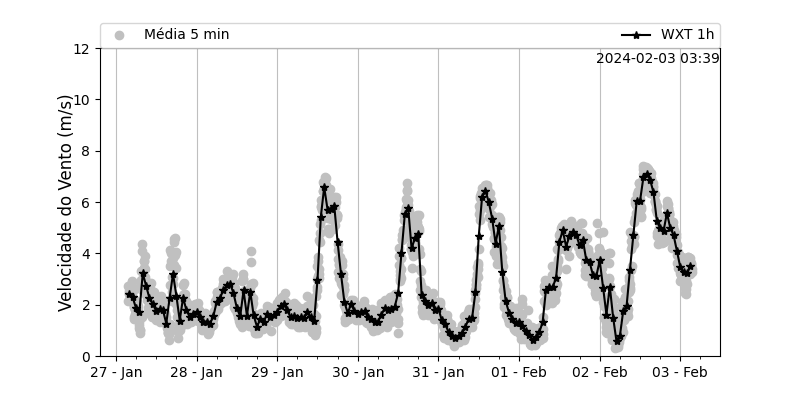 Média 5 min WXT 1h
2024-02-03 03:39
Velocidade do Vento (m/s)
12
10
8
6
4
2
0
27 - Jan 28 - Jan 29 - Jan 30 - Jan 31 - Jan 01 - Feb 02 - Feb 03 - Feb